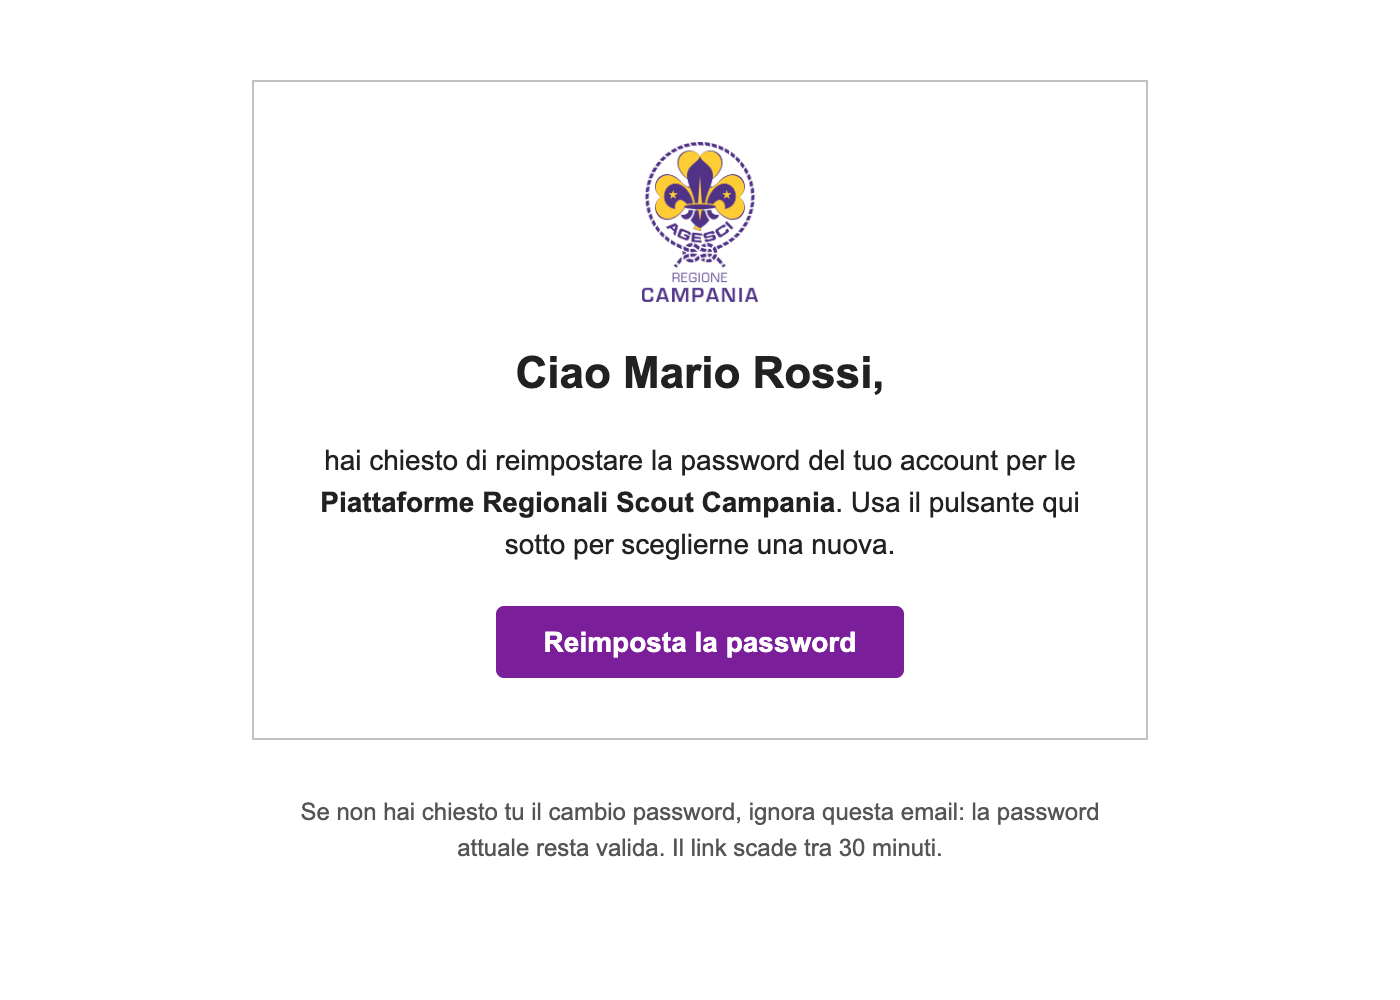 AGESCI
REGIONE
CAMPANIA
Ciao Mario Rossi,
hai chiesto di reimpostare la password del tuo account per le
Piattaforme Regionali Scout Campania. Usa il pulsante qui
sotto per sceglierne una nuova.
Reimposta la password
Se non hai chiesto tu il cambio password, ignora questa email: la password
attuale resta valida. Il link scade tra 30 minuti.